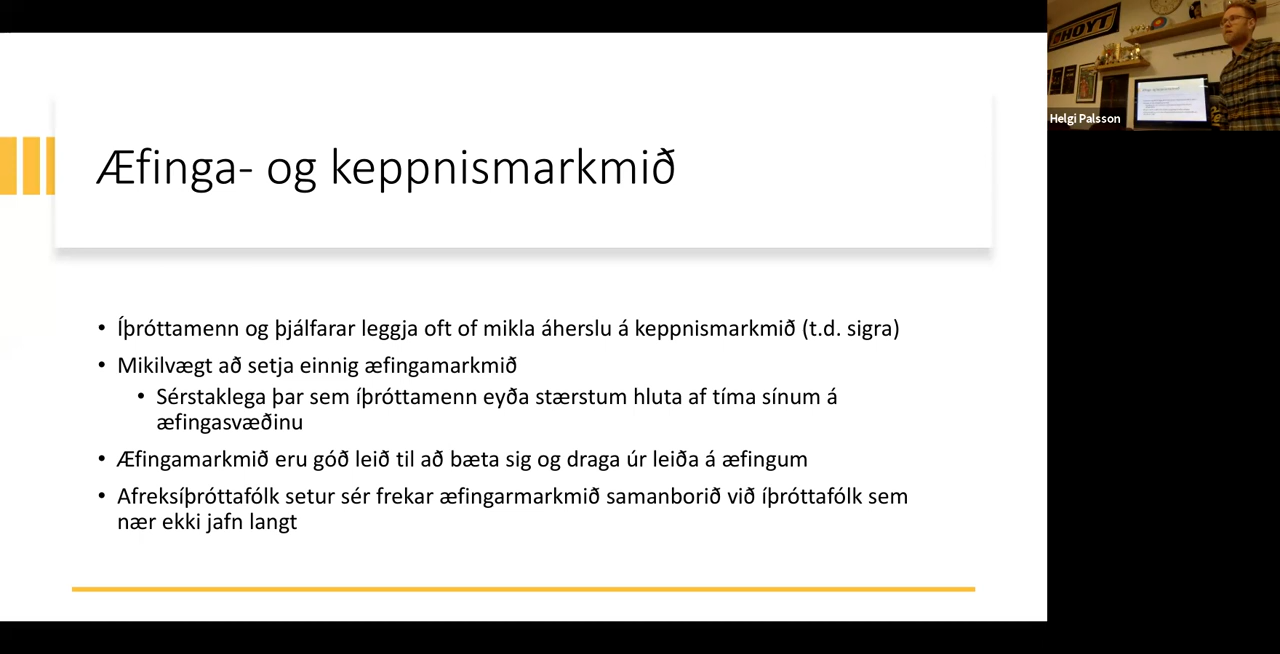 Æfinga- og keppnismarkmið
• Íþróttamenn og þjálfarar leggja oft of mikla áherslu á keppnismarkmið (t.d. sigra)
• Mikilvægt að setja einnig æfingamarkmið
• Sérstaklega þar sem íþróttamenn eyða stærstum hluta af tíma sínum á
æfingasvæðinu
• Æfingamarkmið eru góð leið til að bæta sig og draga úr leiða á æfingum
• Afreksíþróttafólk setur sér frekar æfingarmarkmið samanborið við íþróttafólk sem
nær ekki jafn langt
HOYT
Helgi Palsson